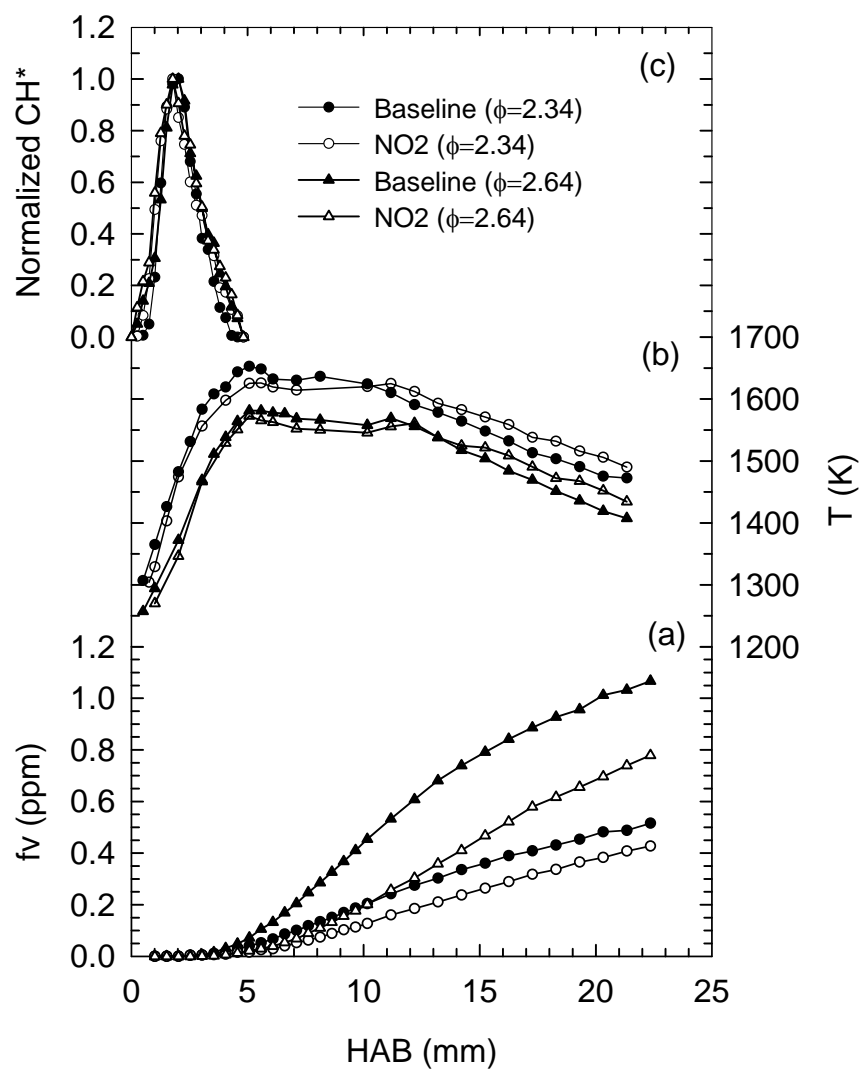 1.2
(c)
1.0
Baseline (ϕ=2.34)
NO2 (ϕ=2.34)
Baseline (ϕ=2.64)
NO2 (ϕ=2.64)
0.8
0.6
0.4
0.2
0.0
Normalized CH*
1700
(b)
1600
1500
1400
1300
1200
T (K)
(a)
1.2
1.0
0.8
0.6
0.4
0.2
0.0
fv (ppm)
0 5 10 15 20 25
HAB (mm)